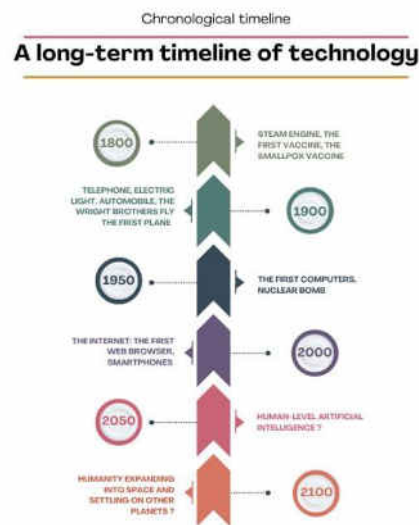 Chronological timeline
A long-term timeline of technology
1800
STEAM ENGINE, THE
FIRST VACCINE, THE
SMALLPOX VACCINE
TELEPHONE, ELECTRIC
LIGHT, AUTOMOBILE, THE
WRIGHT BROTHERS FLY
THE FIRST PLANE
1900
1950
THE FIRST COMPUTERS,
NUCLEAR BOMB
THE INTERNET: THE FIRST
WEB BROWSER,
SMARTPHONES
2000
2050
HUMAN-LEVEL ARTIFICIAL
INTELLIGENCE ?
HUMANITY EXPANDING
INTO SPACE AND
SETTLING ON OTHER
PLANETS ?
2100